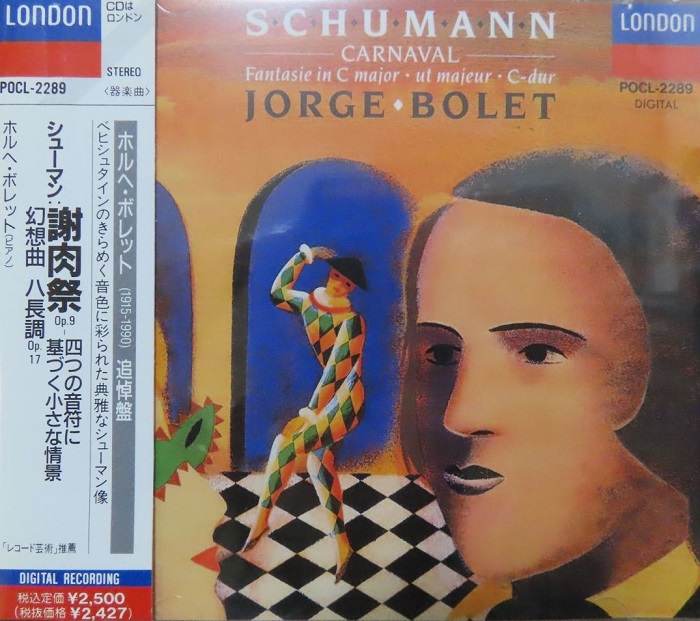 LONDON
CDは
ロンドン
STEREO
POCL-2289
〈器楽曲〉
ホルヘ・ボレット (1915-1990) 追悼盤
ベヒシュタインのきらめく音色に彩られた典雅なシューマン像
シューマン：謝肉祭 Op.9 - 四つの音符に
基づく小さな情景
幻想曲 ハ長調 Op.17
ホルヘ・ボレット(ピアノ)
「レコード芸術」推薦
DIGITAL RECORDING
税込定価 ¥2,500
(税抜価格 ¥2,427)
S·C·H·U·M·A·N·N
CARNAVAL
Fantasie in C major · ut majeur · C-dur
JORGE ♦ BOLET
LONDON
POCL-2289
DIGITAL